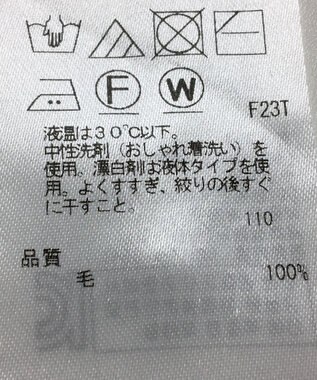 F W F23T
液温は30℃以下。
中性洗剤（おしゃれ着洗い）を
使用、漂白剤は液体タイプを使
用。よくすすぎ、絞りの後すぐ
に干すこと。
110
品質
毛 100%